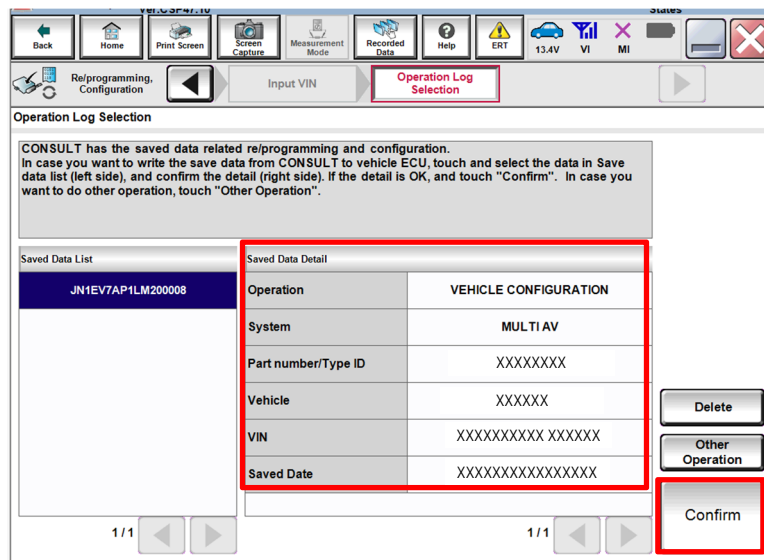 Ver.CSP47.10
States
Back
Home
Print Screen
Screen
Capture
Measurement
Mode
Recorded
Data
Help
ERT
13.4V
VI
MI
Re/programming,
Configuration
Input VIN
Operation Log
Selection
Operation Log Selection
CONSULT has the saved data related re/programming and configuration.
In case you want to write the save data from CONSULT to vehicle ECU, touch and select the data in Save
data list (left side), and confirm the detail (right side). If the detail is OK, and touch "Confirm". In case you
want to do other operation, touch "Other Operation".
Saved Data List
JN1EV7AP1LM200008
1/1
Saved Data Detail
Operation VEHICLE CONFIGURATION
System MULTI AV
Part number/Type ID XXXXXXXX
Vehicle XXXXXX
VIN XXXXXXXXXX XXXXXX
Saved Date XXXXXXXXXXXXXXXX
1/1
Delete
Other
Operation
Confirm